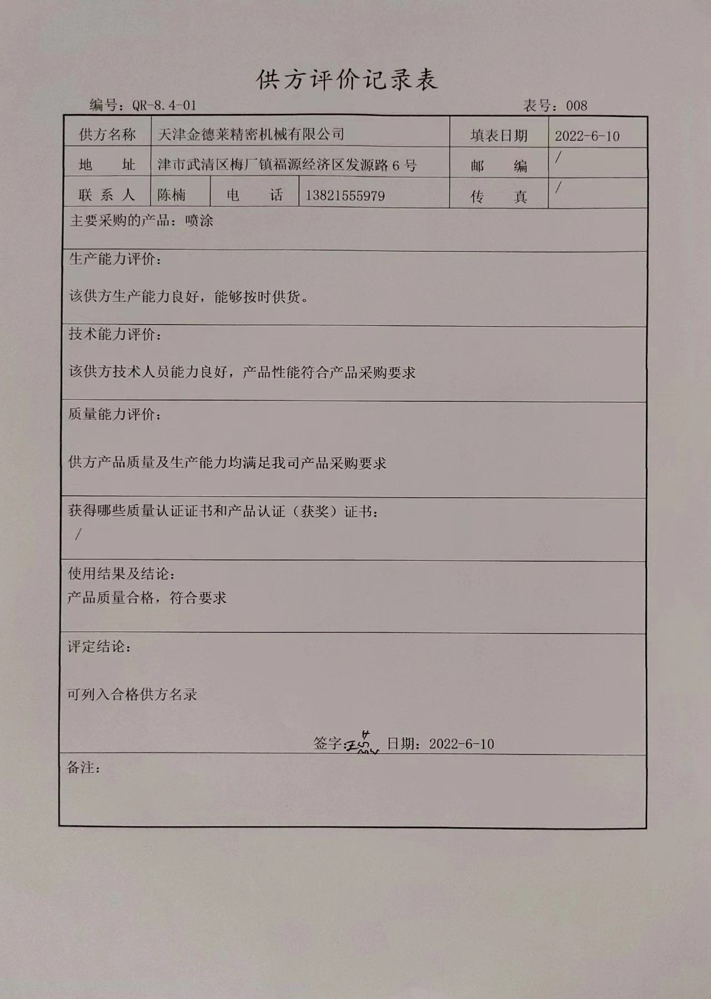 供方评价记录表
编号：QR-8.4-01 表号：008
供方名称 天津金德莱精密机械有限公司 填表日期 2022-6-10
地 址 津市武清区梅厂镇福源经济区发源路6号 邮 编 /
联系人 陈楠 电 话 13821555979 传 真 /
主要采购的产品：喷涂
生产能力评价：
该供方生产能力良好，能够按时供货。
技术能力评价：
该供方技术人员能力良好，产品性能符合产品采购要求
质量能力评价：
供方产品质量及生产能力均满足我司产品采购要求
获得哪些质量认证证书和产品认证（获奖）证书：
/
使用结果及结论：
产品质量合格，符合要求
评定结论：
可列入合格供方名录
签字： 日期：2022-6-10
备注：